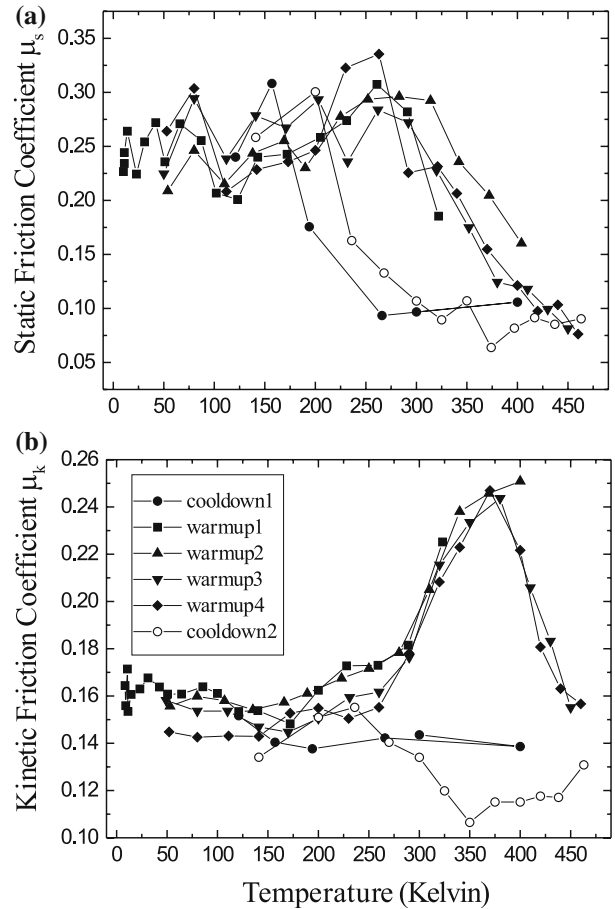 (a)
Static Friction Coefficient μs
0.35
0.30
0.25
0.20
0.15
0.10
0.05
0 50 100 150 200 250 300 350 400 450
(b)
Kinetic Friction Coefficient μk
0.26
0.24
0.22
0.20
0.18
0.16
0.14
0.12
0.10
cooldown1
warmup1
warmup2
warmup3
warmup4
cooldown2
0 50 100 150 200 250 300 350 400 450
Temperature (Kelvin)